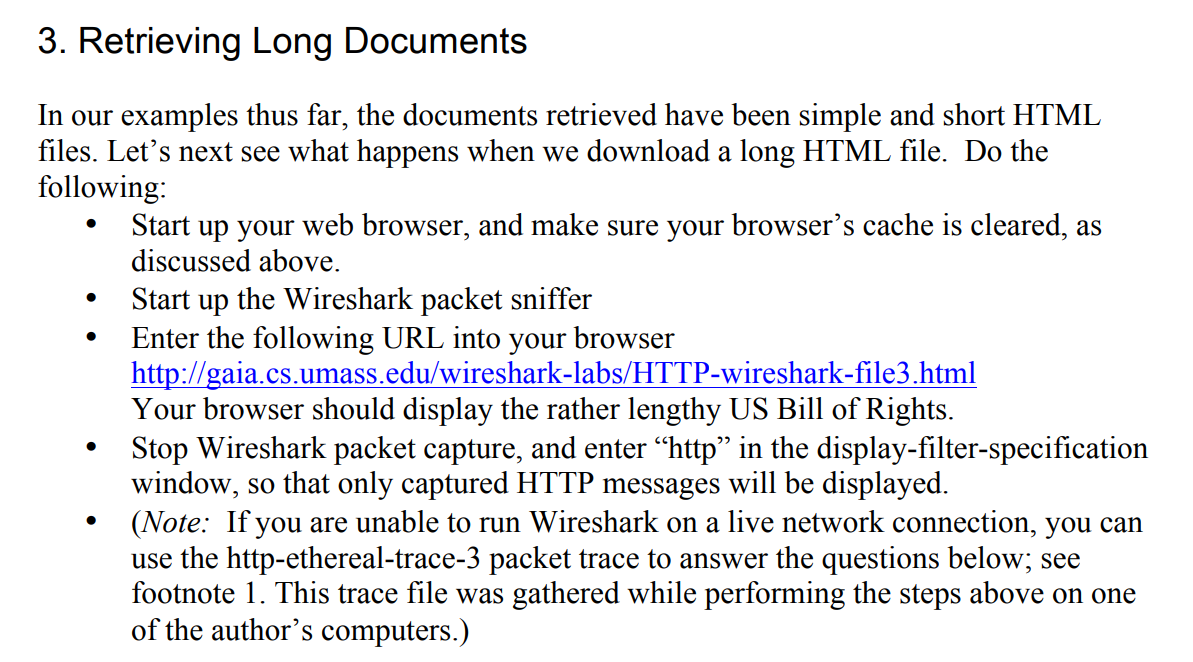 3. Retrieving Long Documents
In our examples thus far, the documents retrieved have been simple and short HTML
files. Let’s next see what happens when we download a long HTML file.  Do the
following:
• Start up your web browser, and make sure your browser’s cache is cleared, as
discussed above.
• Start up the Wireshark packet sniffer
• Enter the following URL into your browser
http://gaia.cs.umass.edu/wireshark-labs/HTTP-wireshark-file3.html
Your browser should display the rather lengthy US Bill of Rights.
• Stop Wireshark packet capture, and enter “http” in the display-filter-specification
window, so that only captured HTTP messages will be displayed.
• (Note:  If you are unable to run Wireshark on a live network connection, you can
use the http-ethereal-trace-3 packet trace to answer the questions below; see
footnote 1. This trace file was gathered while performing the steps above on one
of the author’s computers.)